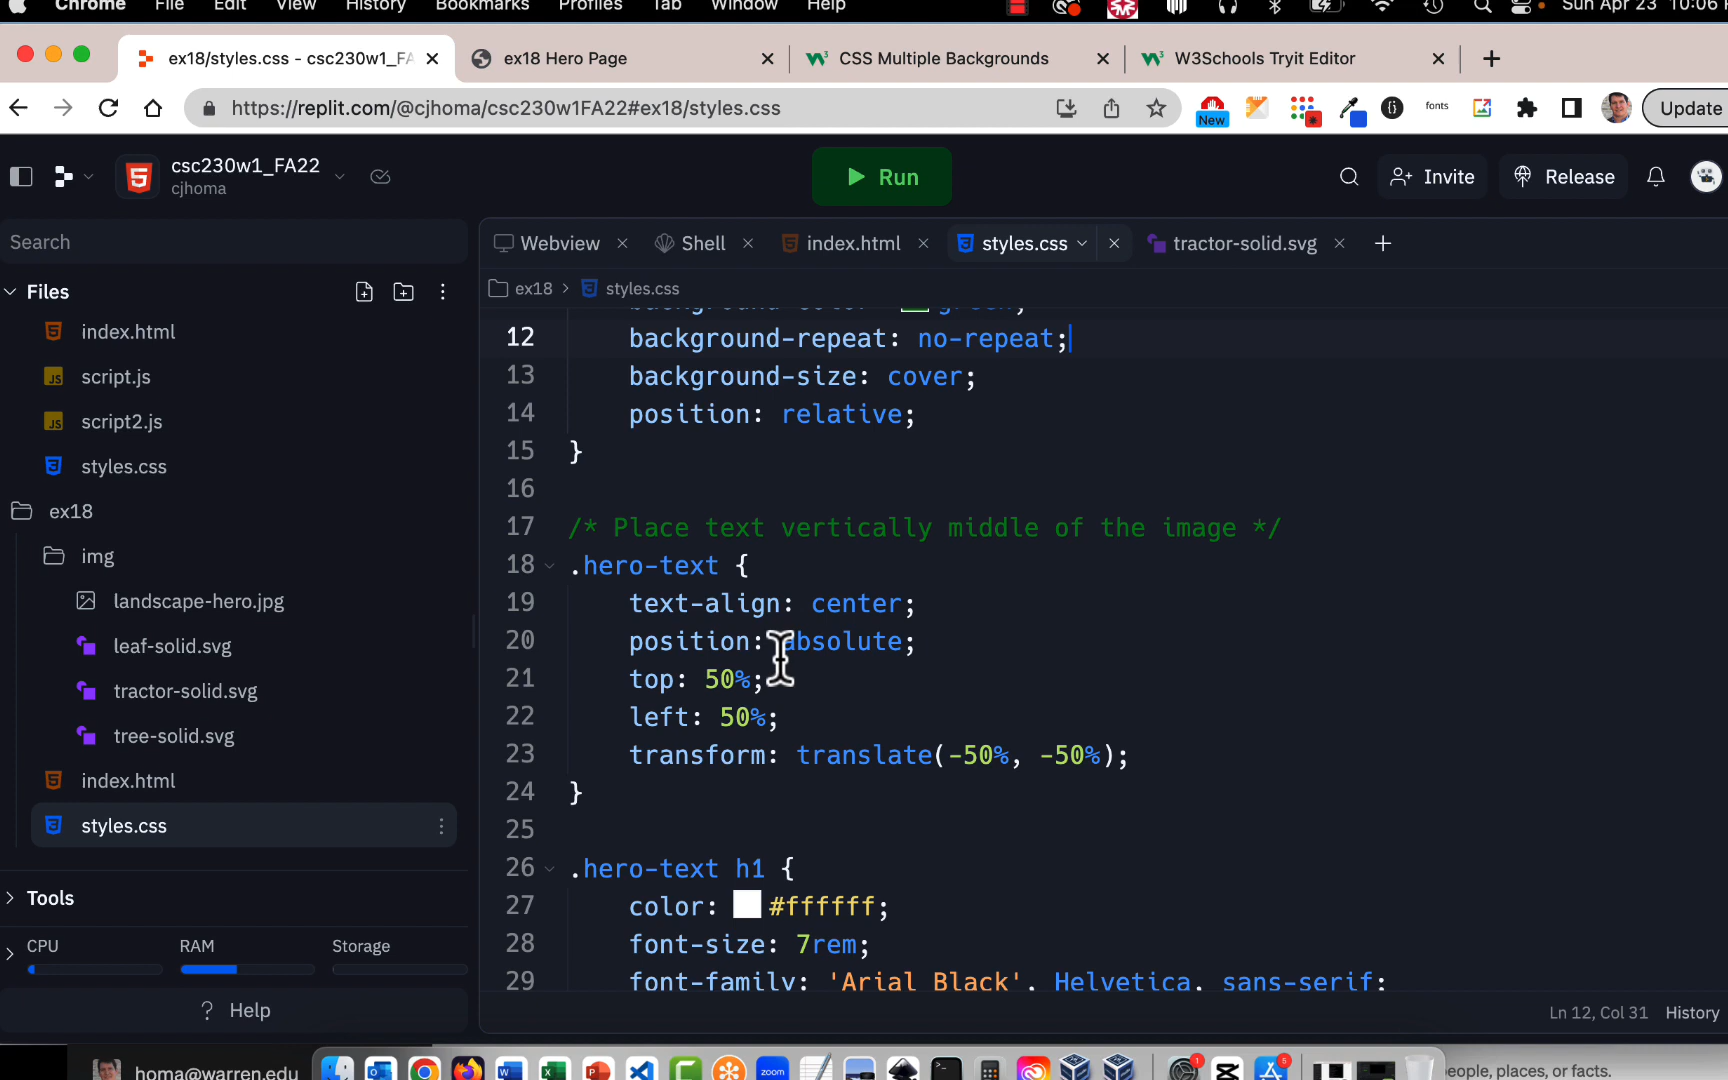 Chrome File Edit View History Bookmarks Profiles Tab Window Help Sun Apr 23 10:06
ex18/styles.css - csc230w1_FA ex18 Hero Page CSS Multiple Backgrounds W3Schools Tryit Editor
https://replit.com/@cjhoma/csc230w1FA22#ex18/styles.css New fonts Update
csc230w1_FA22
cjhoma
Run
Invite Release
Search
Webview Shell index.html styles.css tractor-solid.svg
Files
ex18 > styles.css
index.html
script.js
script2.js
styles.css
ex18
img
landscape-hero.jpg
leaf-solid.svg
tractor-solid.svg
tree-solid.svg
index.html
styles.css
Tools
CPU RAM Storage
? Help
background-color: green;
12 background-repeat: no-repeat;
13 background-size: cover;
14 position: relative;
15 }
16
17 /* Place text vertically middle of the image */
18 .hero-text {
19 text-align: center;
20 position: absolute;
21 top: 50%;
22 left: 50%;
23 transform: translate(-50%, -50%);
24 }
25
26 .hero-text h1 {
27 color: #ffffff;
28 font-size: 7rem;
29 font-family: 'Arial Black', Helvetica, sans-serif;
Ln 12, Col 31 History
homa@warren.edu zoom 1 5 eople, places, or facts.